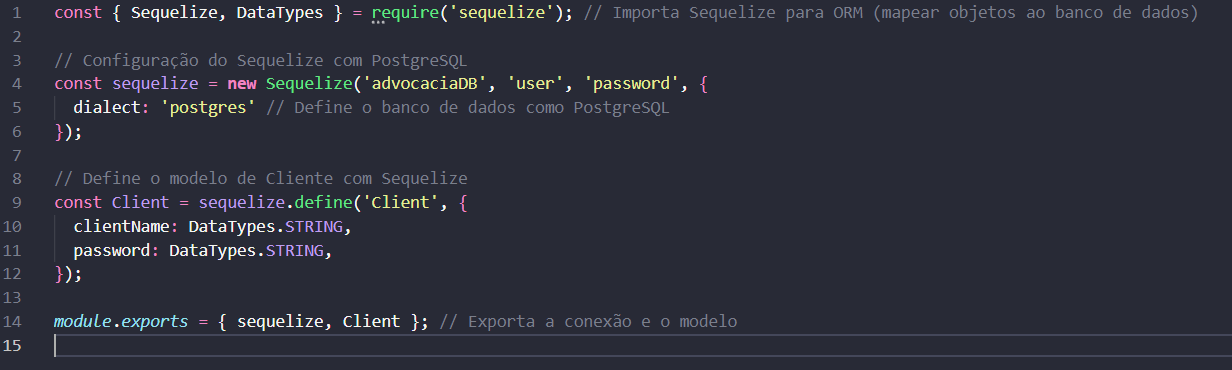 1 const { Sequelize, DataTypes } = require('sequelize'); // Importa Sequelize para ORM (mapear objetos ao banco de dados)
2
3 // Configuração do Sequelize com PostgreSQL
4 const sequelize = new Sequelize('advocaciaDB', 'user', 'password', {
5   dialect: 'postgres' // Define o banco de dados como PostgreSQL
6 });
7
8 // Define o modelo de Cliente com Sequelize
9 const Client = sequelize.define('Client', {
10   clientName: DataTypes.STRING,
11   password: DataTypes.STRING,
12 });
13
14 module.exports = { sequelize, Client }; // Exporta a conexão e o modelo
15